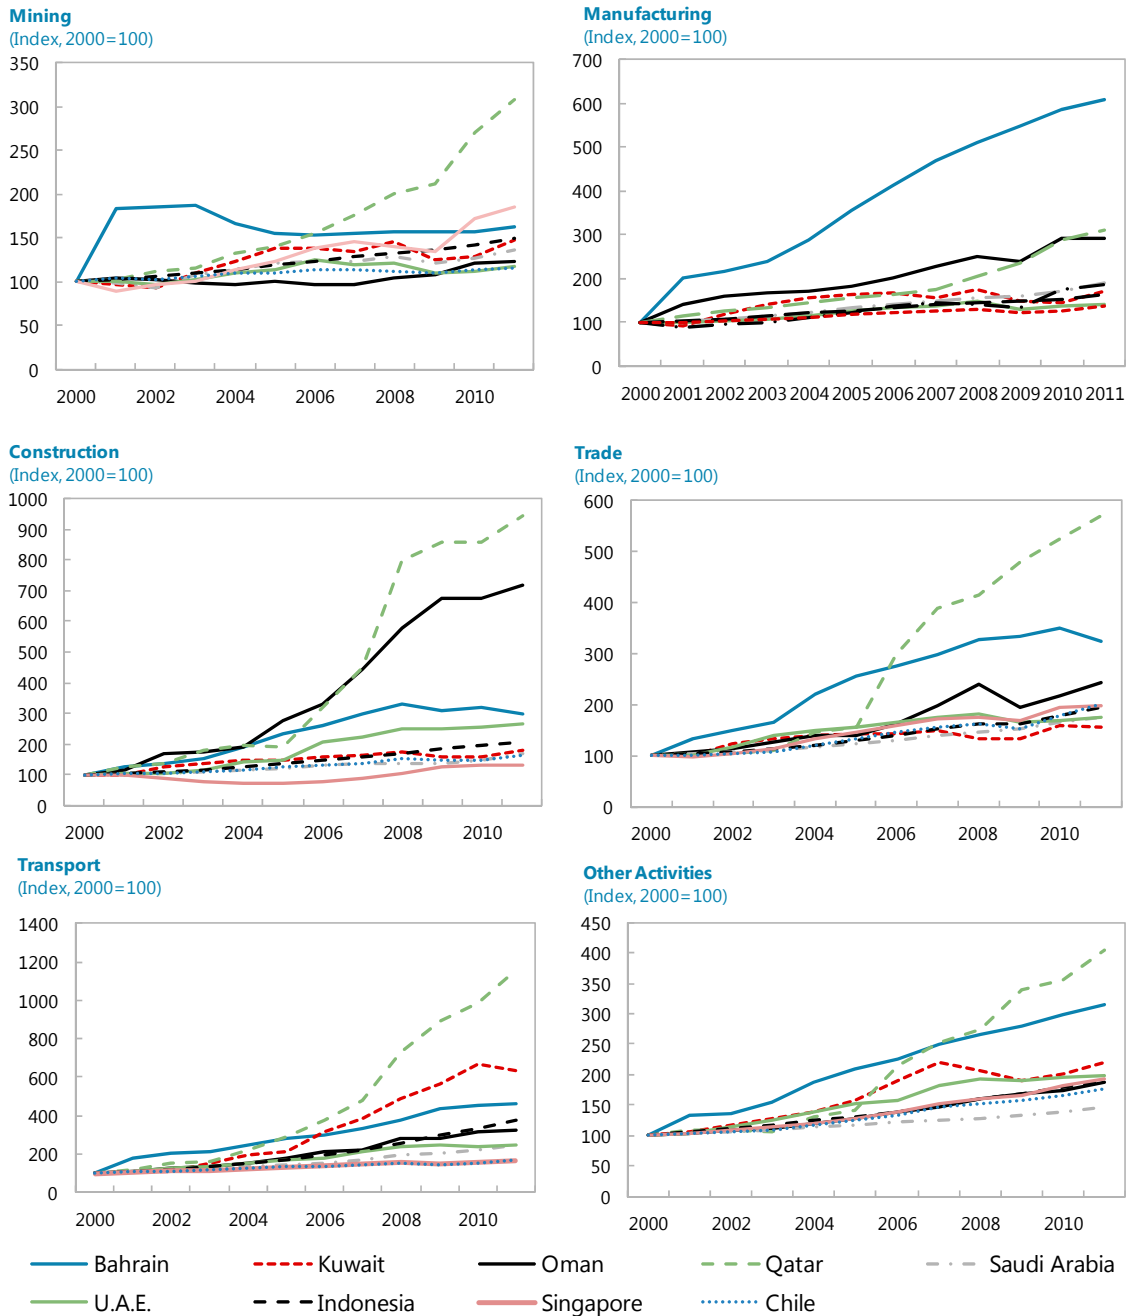 Mining
(Index, 2000=100)
350
300
250
200
150
100
50
0
2000 2002 2004 2006 2008 2010
Manufacturing
(Index, 2000=100)
700
600
500
400
300
200
100
0
2000 2001 2002 2003 2004 2005 2006 2007 2008 2009 2010 2011
Construction
(Index, 2000=100)
1000
900
800
700
600
500
400
300
200
100
0
2000 2002 2004 2006 2008 2010
Trade
(Index, 2000=100)
600
500
400
300
200
100
0
2000 2002 2004 2006 2008 2010
Transport
(Index, 2000=100)
1400
1200
1000
800
600
400
200
0
2000 2002 2004 2006 2008 2010
Other Activities
(Index, 2000=100)
450
400
350
300
250
200
150
100
50
0
2000 2002 2004 2006 2008 2010
Bahrain Kuwait Oman Qatar Saudi Arabia
U.A.E. Indonesia Singapore Chile